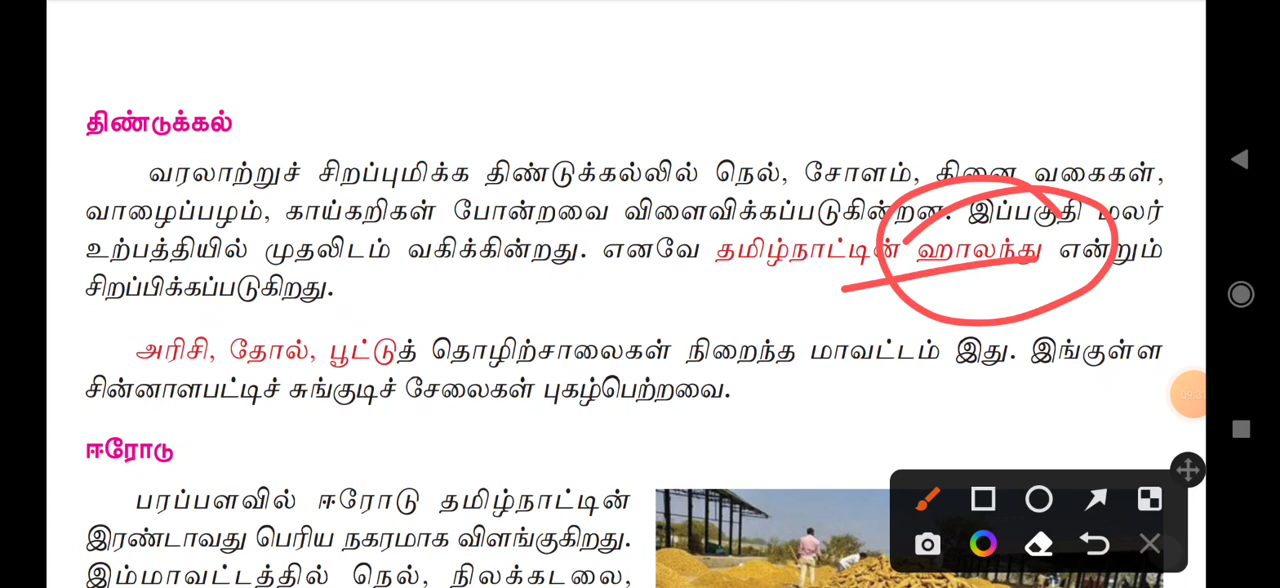 திண்டுக்கல்
வரலாற்றுச் சிறப்புமிக்க திண்டுக்கல்லில் நெல், சோளம், தினை வகைகள்,
வாழைப்பழம், காய்கறிகள் போன்றவை விளைவிக்கப்படுகின்றன. இப்பகுதி மலர்
உற்பத்தியில் முதலிடம் வகிக்கின்றது. எனவே தமிழ்நாட்டின் ஹாலந்து என்றும்
சிறப்பிக்கப்படுகிறது.
அரிசி, தோல், பூட்டுத் தொழிற்சாலைகள் நிறைந்த மாவட்டம் இது. இங்குள்ள
சின்னாளபட்டிச் சுங்குடிச் சேலைகள் புகழ்பெற்றவை.
ஈரோடு
பரப்பளவில் ஈரோடு தமிழ்நாட்டின்
இரண்டாவது பெரிய நகரமாக விளங்குகிறது.
இம்மாவட்டத்தில் நெல், நிலக்கடலை,